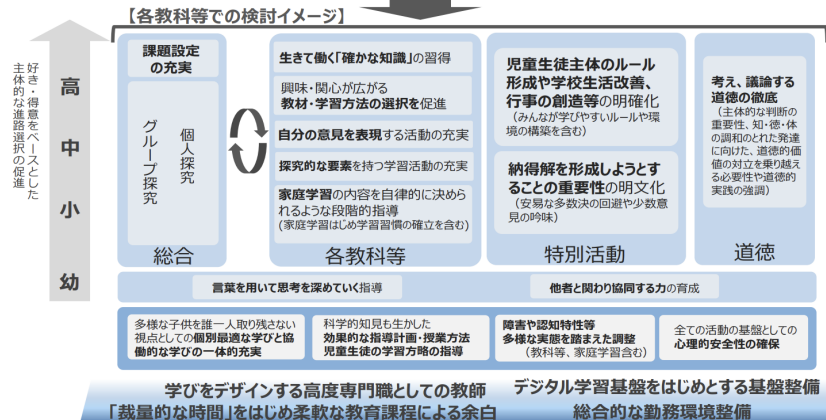 【各教科等での検討イメージ】
好き・得意をベースとした
主体的な進路選択の促進
高
中
小
幼
課題設定
の充実
個人探究
グループ探究
総合
生きて働く「確かな知識」の習得
興味・関心が広がる
教材・学習方法の選択を促進
自分の意見を表現する活動の充実
探究的な要素を持つ学習活動の充実
家庭学習の内容を自律的に決めら
れるような段階的指導
(家庭学習はじめ学習習慣の確立を含む)
各教科等
児童生徒主体のルール
形成や学校生活改善、
行事の創造等の明確化
（みんなが学びやすいルールや環
境の構築を含む）
納得解を形成しようとす
ることの重要性の明文化
（安易な多数決の回避や少数意
見の吟味）
特別活動
考え、議論する
道徳の徹底
（主体的な判断の
重要性、知・徳・体
の調和のとれた発達
に向けた、道徳的価
値の対立を乗り越え
る必要性や道徳的
実践の強調）
道徳
言葉を用いて思考を深めていく指導
他者と関わり協同する力の育成
多様な子供を誰一人取り残さない
視点としての個別最適な学びと協
働的な学びの一体的充実
科学的知見も生かした
効果的な指導計画・授業方法
児童生徒の学習方略の指導
障害や認知特性等
多様な実態を踏まえた調整
（教科等、家庭学習含む）
全ての活動の基盤としての
心理的安全性の確保
学びをデザインする高度専門職としての教師
「裁量的な時間」をはじめ柔軟な教育課程による余白
デジタル学習基盤をはじめとする基盤整備
総合的な勤務環境整備